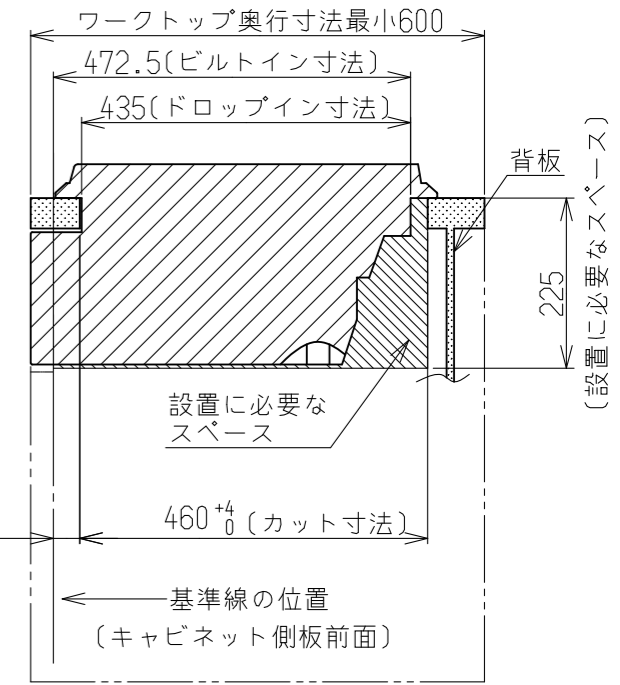 ワークトップ奥行寸法最小600
472.5(ビルトイン寸法)
435(ドロップイン寸法)
背板
225
(設置に必要なスペース)
設置に必要な
スペース
460 +4 0 (カット寸法)
基準線の位置
(キャビネット側板前面)